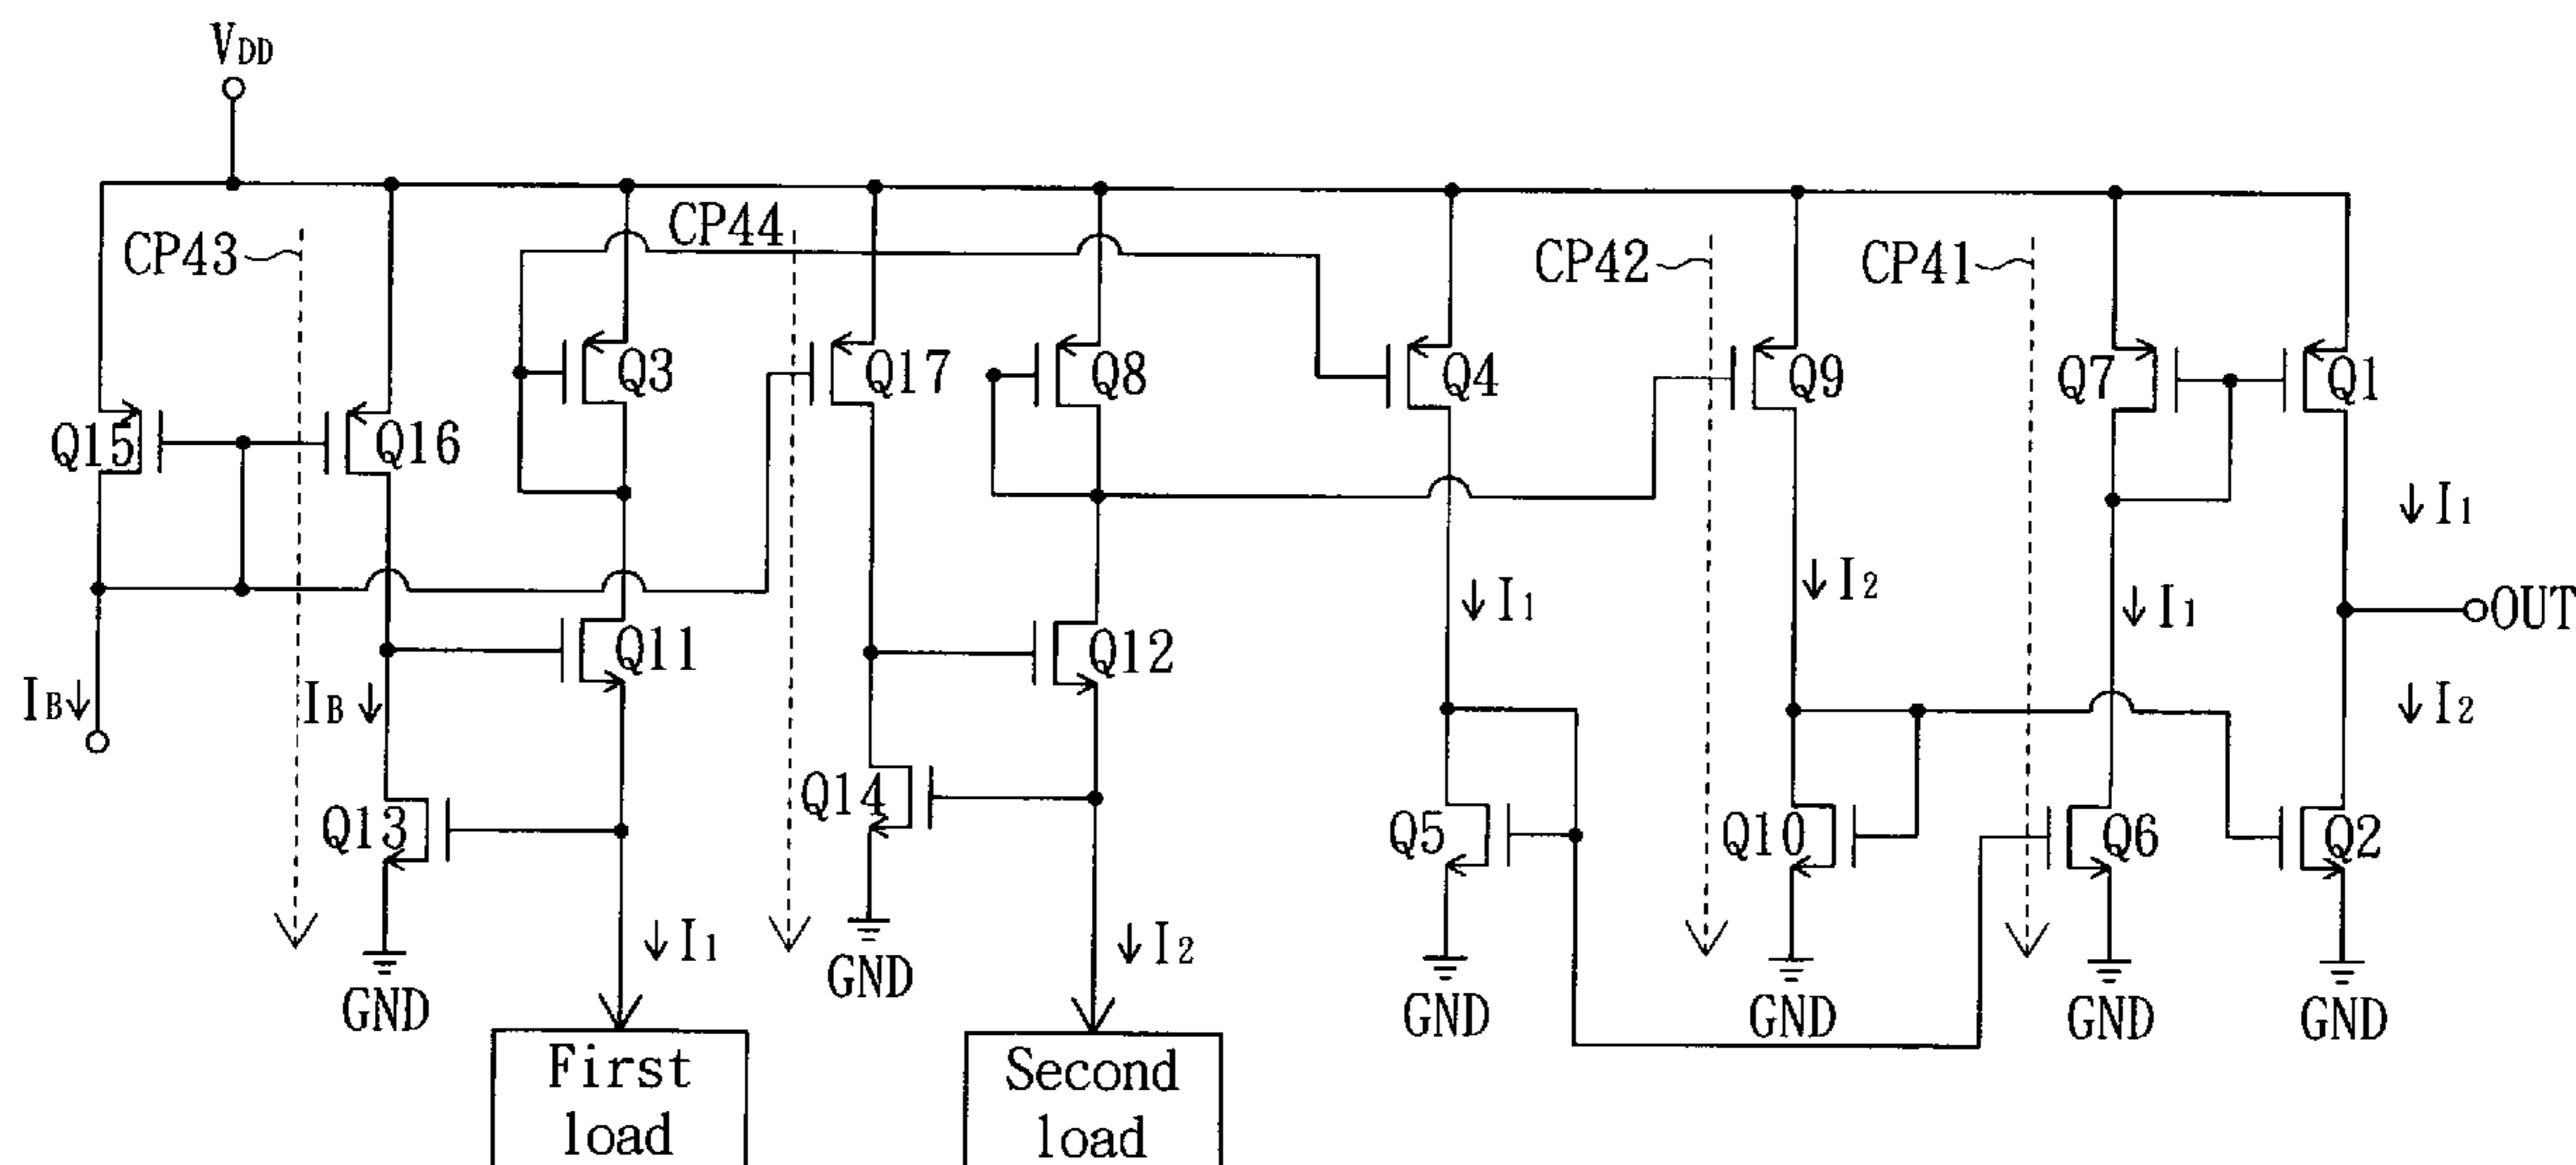 VDD
CP43
CP44
CP42
CP41
Q15
Q16
Q3
Q17
Q8
Q4
Q9
Q7
Q1
I1
I1
I2
I1
OUT
Q11
Q12
IB
IB
I2
Q13
Q14
Q5
Q10
Q6
Q2
I1
I2
GND
GND
GND
GND
GND
GND
First
load
Second
load